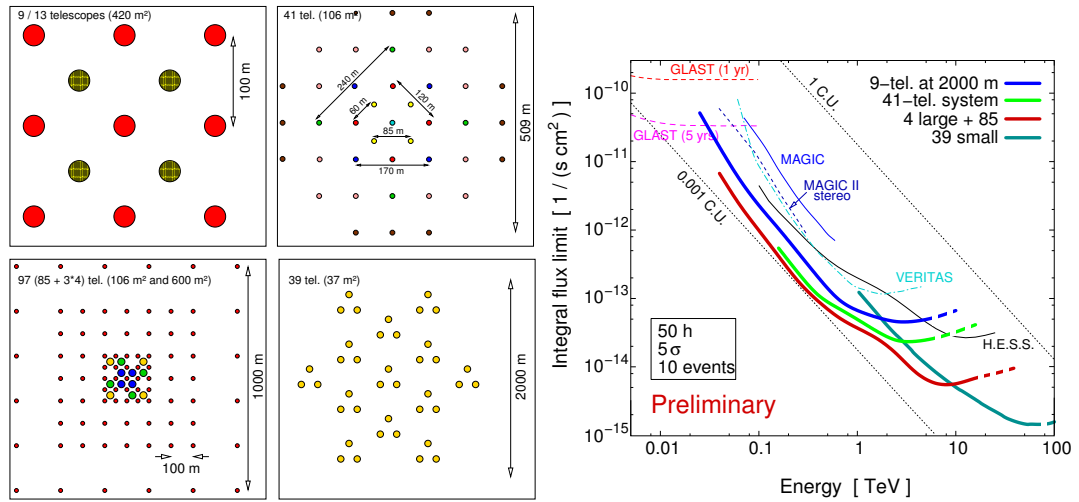 9 / 13 telescopes (420 m²)
100 m
41 tel. (106 m²)
240 m
120 m
60 m
85 m
170 m
509 m
97 (85 + 3*4) tel. (106 m² and 600 m²)
100 m
1000 m
39 tel. (37 m²)
2000 m
Integral flux limit [ 1 / (s cm²) ]
10⁻¹⁰
10⁻¹¹
10⁻¹²
10⁻¹³
10⁻¹⁴
10⁻¹⁵
GLAST (1 yr)
GLAST (5 yrs)
1 C.U.
0.001 C.U.
9−tel. at 2000 m
41−tel. system
4 large + 85
39 small
MAGIC
MAGIC II
stereo
VERITAS
H.E.S.S.
50 h
5σ
10 events
Preliminary
0.01
0.1
1
10
100
Energy [ TeV ]